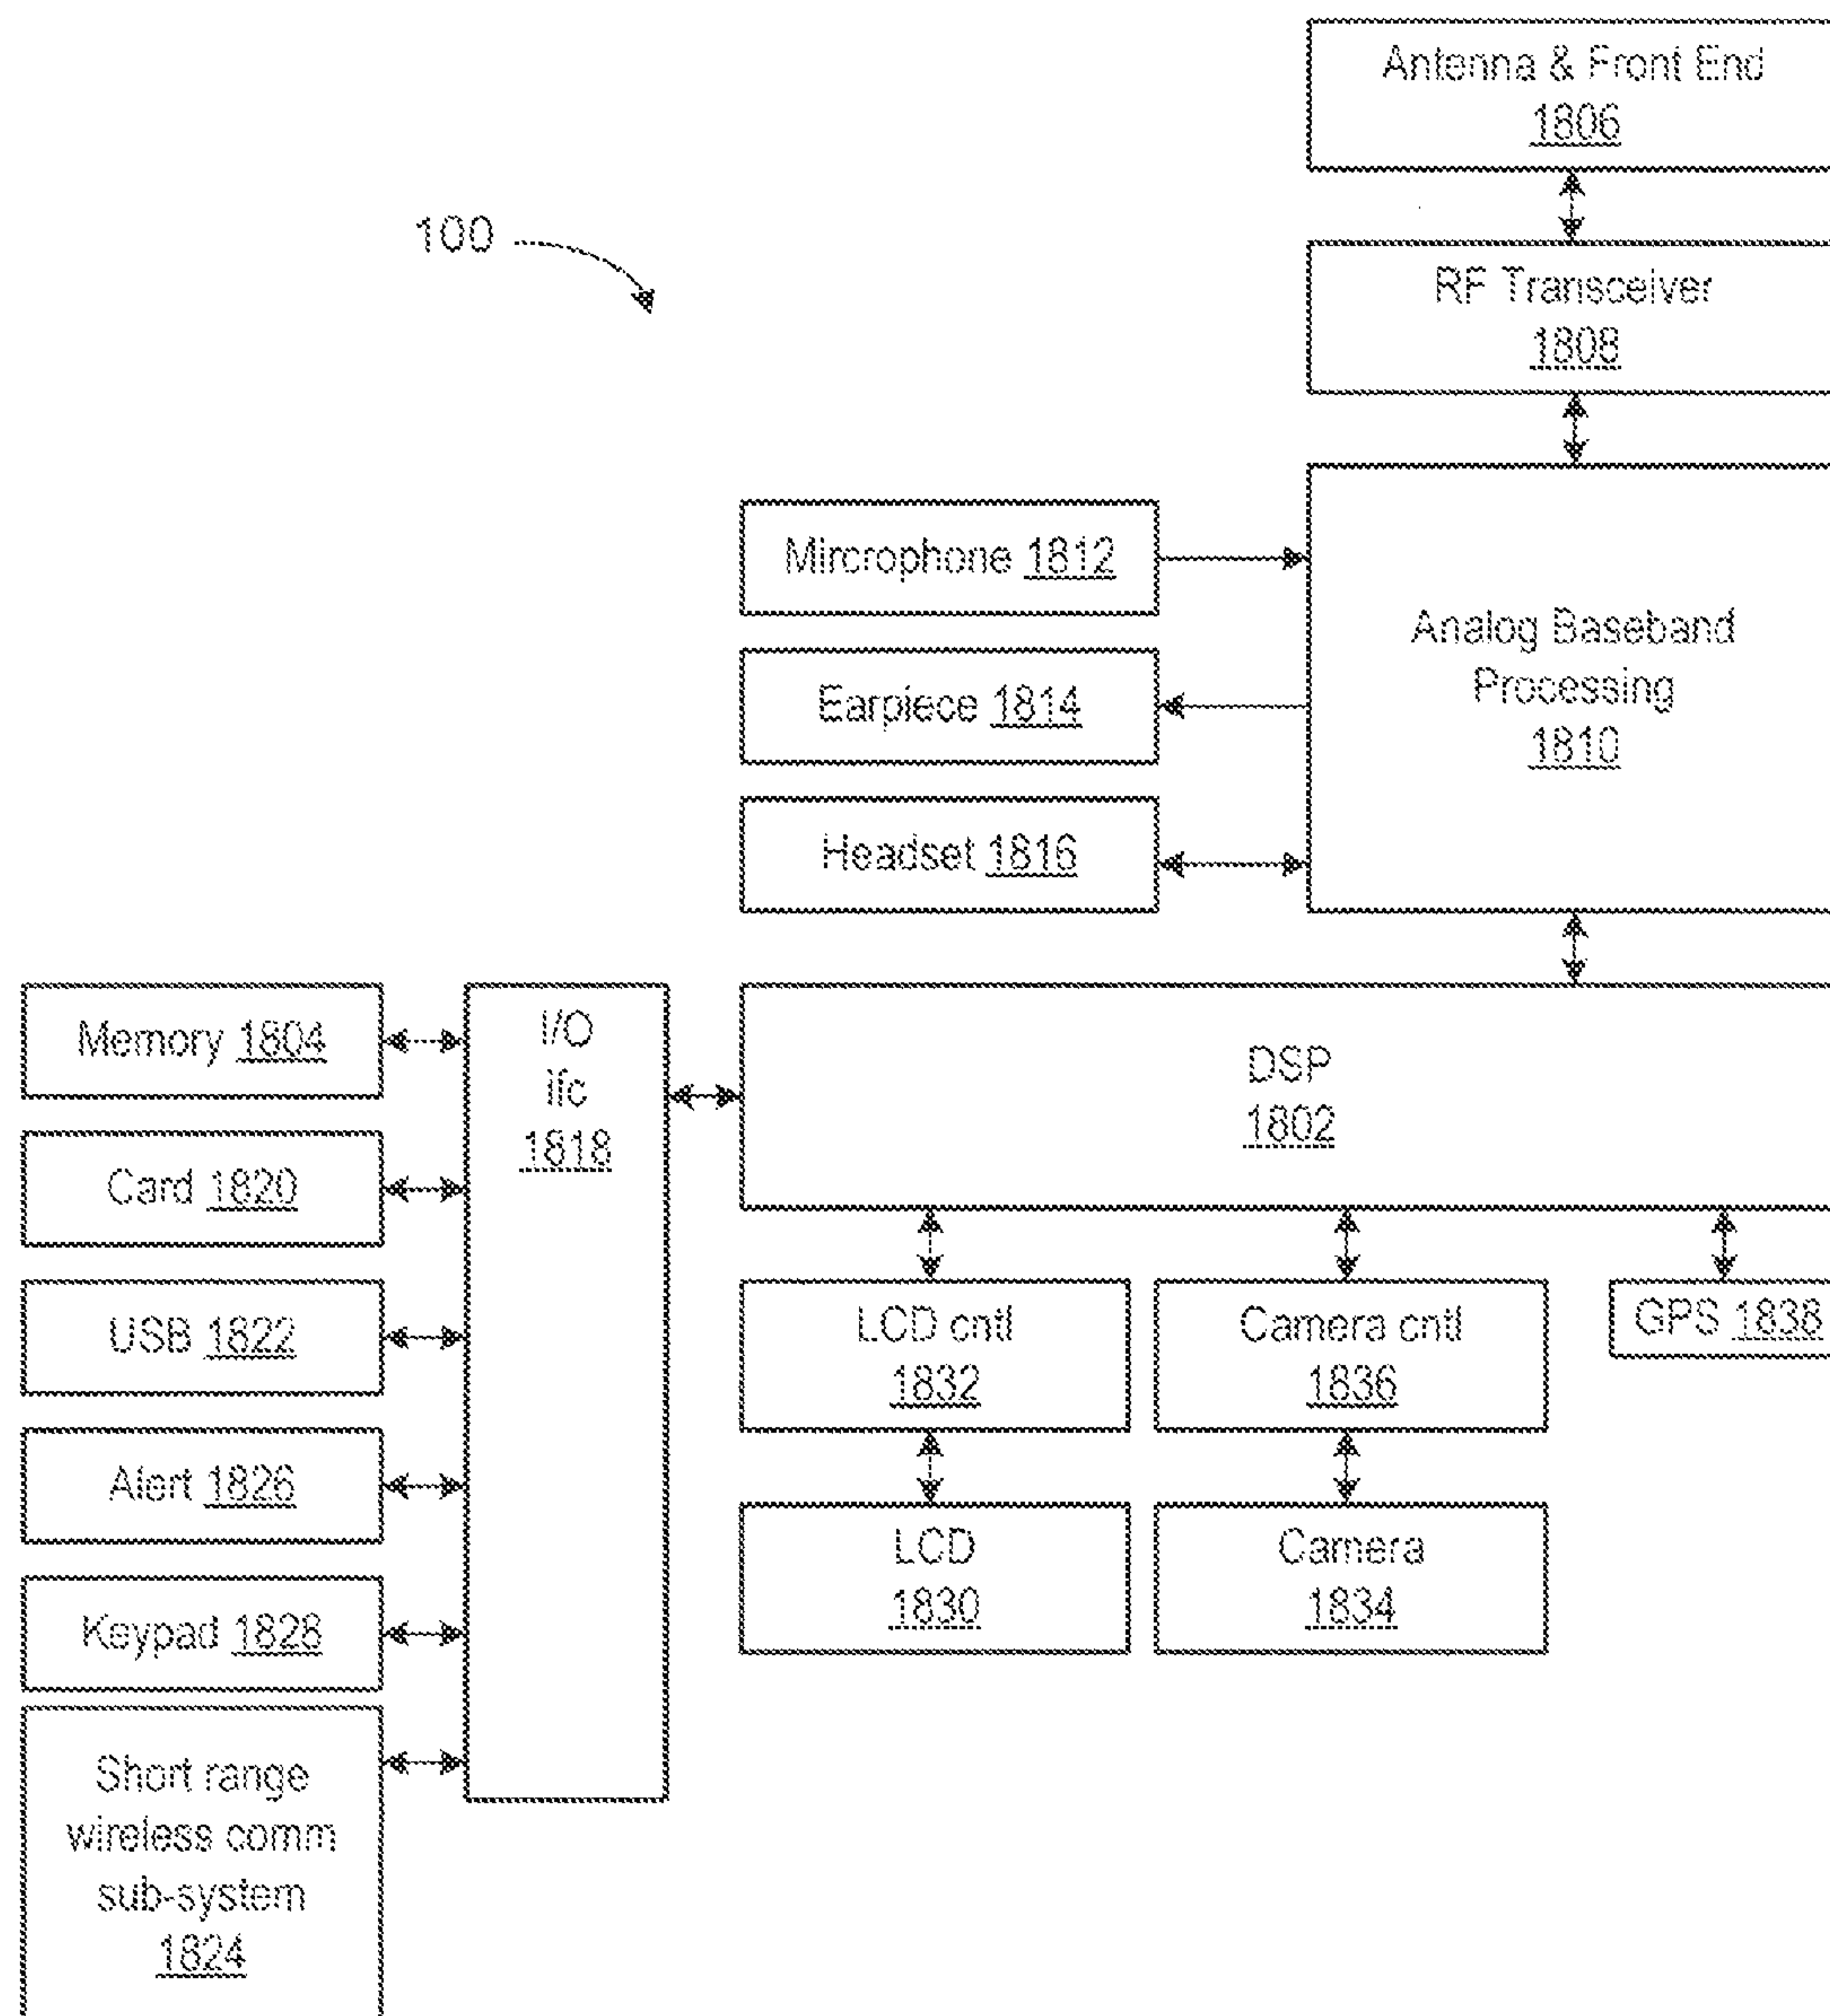 Antenna & Front End
1806
100
RF Transceiver
1808
Mircrophone 1812
Earpiece 1814
Headset 1816
Analog Baseband
Processing
1810
Memory 1804
Card 1820
USB 1822
Alert 1826
Keypad 1828
Short range
wireless comm
sub-system
1824
I/O
ifc
1818
DSP
1802
LCD cntl
1832
Camera cntl
1836
GPS 1838
LCD
1830
Camera
1834